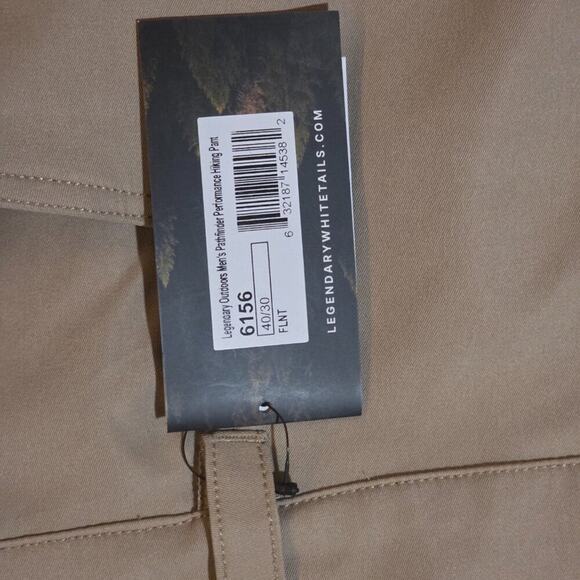 Legendary Outdoors Men's Pathfinder Performance Hiking Pant
6156
40/30
FLNT
6 32187 14538 2
LEGENDARYWHITETAILS.COM